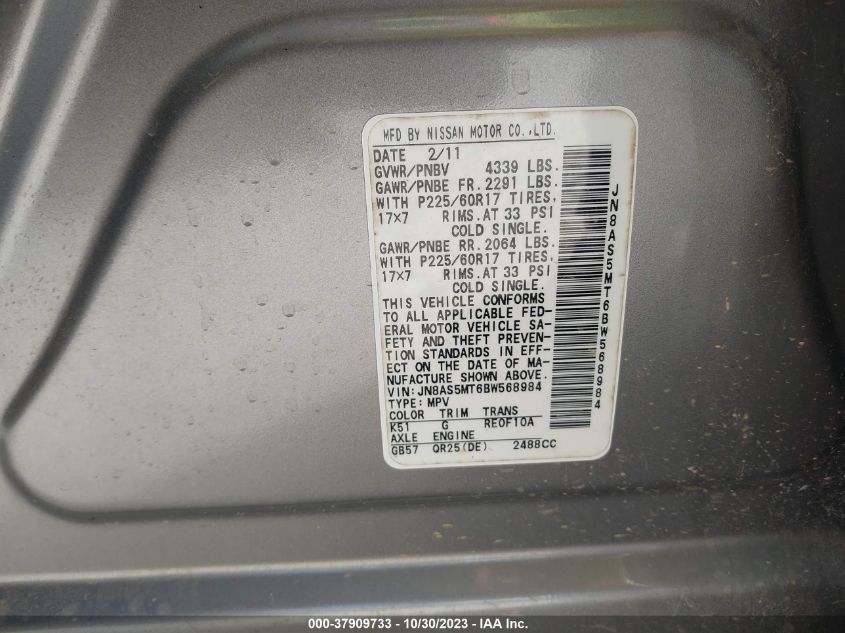 MFD BY NISSAN MOTOR CO.,LTD.
DATE 2/11
GVWR/PNBV 4339 LBS.
GAWR/PNBE FR. 2291 LBS.
WITH P225/60R17 TIRES,
17x7 RIMS.AT 33 PSI
COLD SINGLE.
GAWR/PNBE RR. 2064 LBS.
WITH P225/60R17 TIRES,
17x7 RIMS.AT 33 PSI
COLD SINGLE.
THIS VEHICLE CONFORMS
TO ALL APPLICABLE FED-
ERAL MOTOR VEHICLE SA-
FETY AND THEFT PREVEN-
TION STANDARDS IN EFF-
ECT ON THE DATE OF MA-
NUFACTURE SHOWN ABOVE.
VIN:JN8AS5MT6BW568984
TYPE:MPV
COLOR TRIM TRANS
K51 G RE0F10A
AXLE ENGINE
GB57 QR25(DE) 2488CC
JN8AS5MT6BW568984
000-37909733 - 10/30/2023 - © IAA Holdings, LLC.